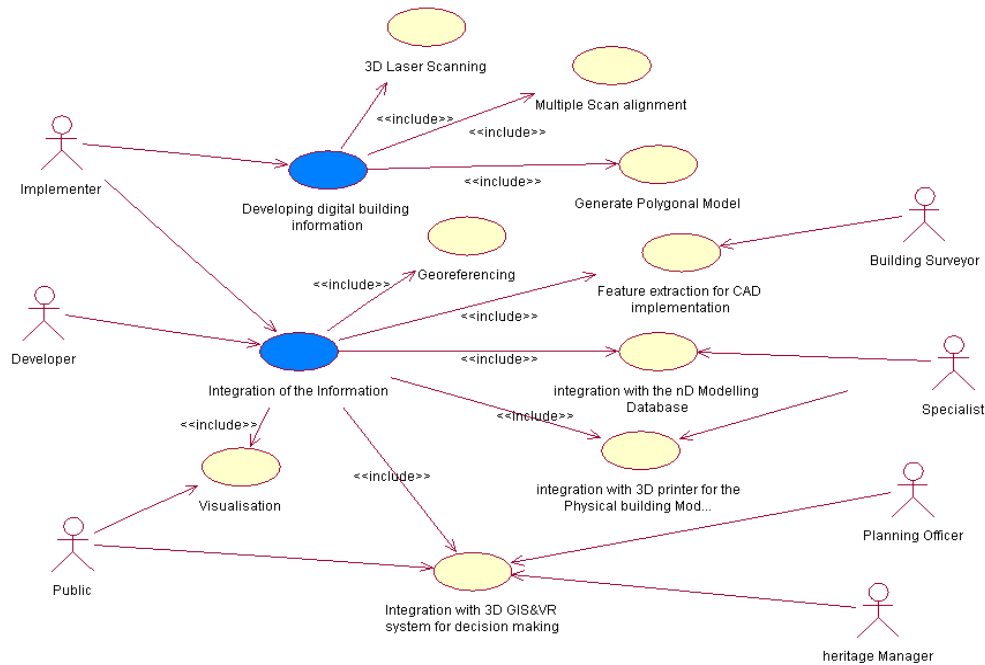 3D Laser Scanning
Multiple Scan alignment
<<include>>
<<include>>
Implementer
<<include>>
Developing digital building
information
Generate Polygonal Model
Building Surveyor
Georeferencing
<<include>>
Feature extraction for CAD
implementation
<<include>>
Developer
<<include>>
Integration of the Information
integration with the nD Modelling
Database
Specialist
<<include>>
<<include>>
integration with 3D printer for the
Physical building Mod...
Visualisation
<<include>>
Planning Officer
Public
Integration with 3D GIS&VR
system for decision making
heritage Manager